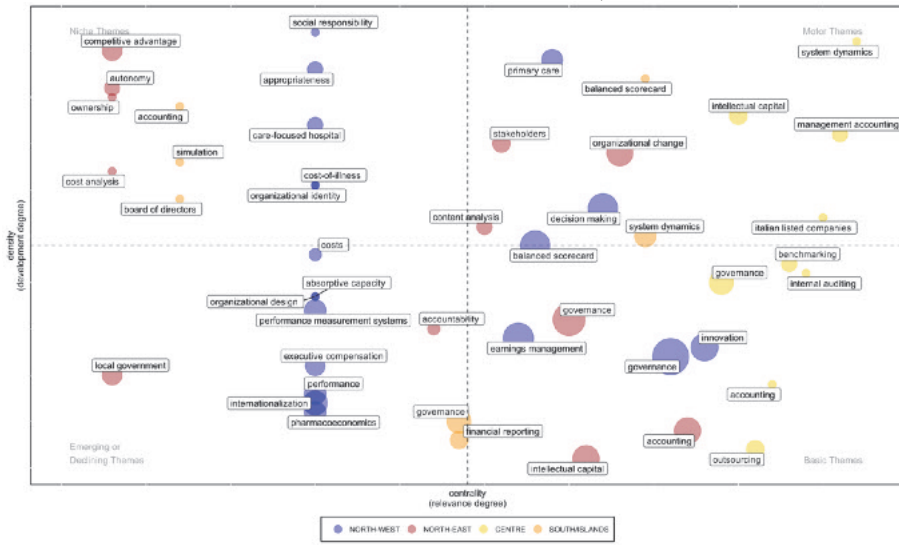 social responsibility
Niche Themes
Motor Themes
competitive advantage
system dynamics
primary care
autonomy
appropriateness
balanced scorecard
ownership
intellectual capital
accounting
management accounting
care-focused hospital
stakeholders
organizational change
simulation
cost analysis
cost-of-illness
organizational identity
board of directors
content analysis
decision making
system dynamics
italian listed companies
costs
balanced scorecard
benchmarking
density
(development degree)
governance
internal auditing
absorptive capacity
organizational design
performance measurement systems
accountability
governance
earnings management
innovation
local government
executive compensation
governance
performance
internationalization
accounting
pharmacoeconomics
governance
financial reporting
accounting
Emerging or
Declining Themes
intellectual capital
outsourcing
Basic Themes
centrality
(relevance degree)
NORTH-WEST
NORTH-EAST
CENTRE
SOUTH/ISLANDS